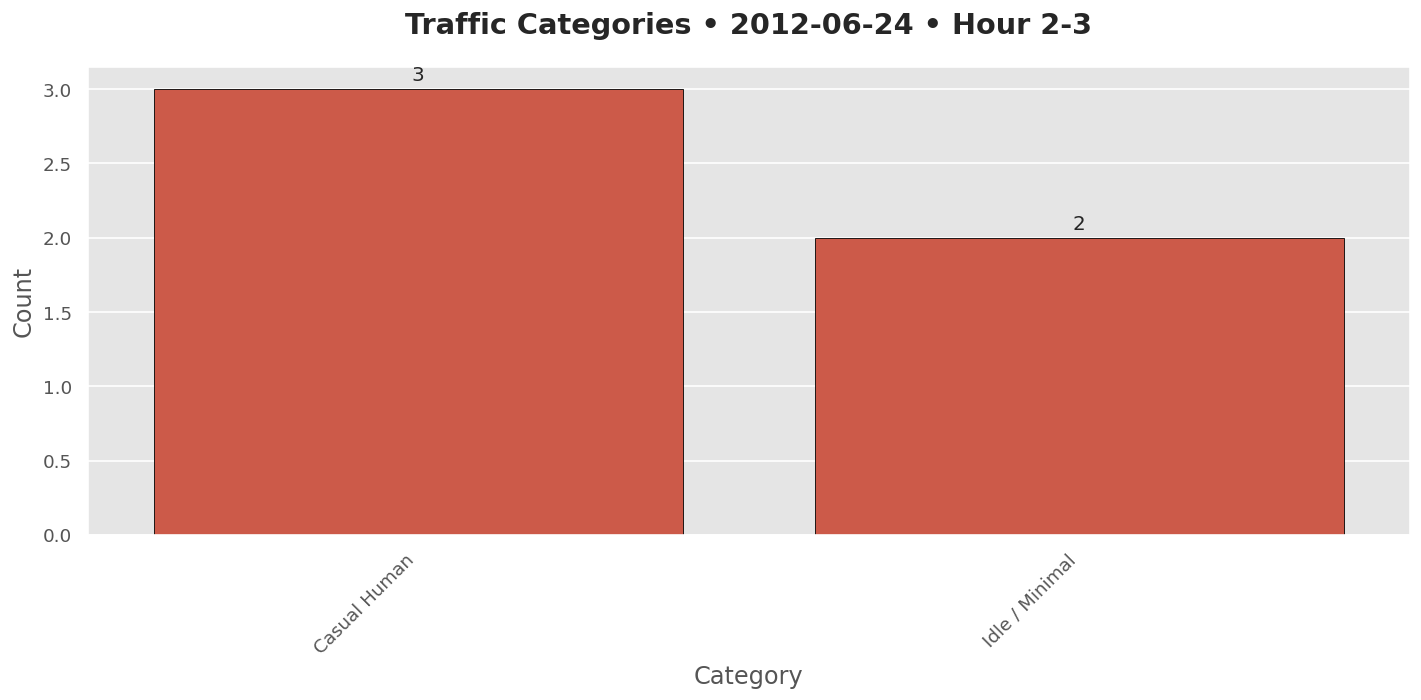 Traffic Categories • 2012-06-24 • Hour 2-3
3
2
3.0
2.5
2.0
1.5
1.0
0.5
0.0
Count
Casual Human
Idle / Minimal
Category